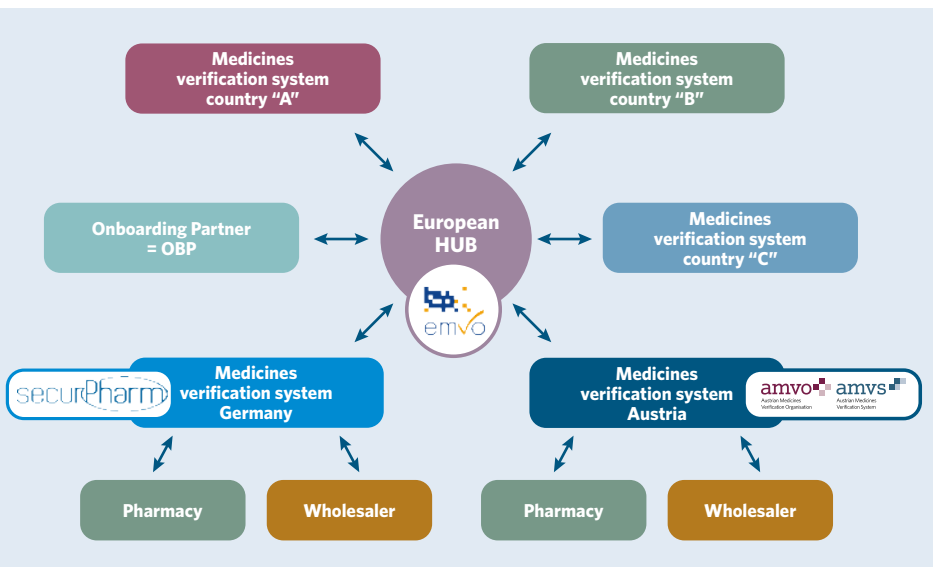 Medicines
verification system
country “A”
Medicines
verification system
country “B”
Onboarding Partner
= OBP
European
HUB
Medicines
verification system
country “C”
emvo
securPharm
Medicines
verification system
Germany
Medicines
verification system
Austria
amvo
Austrian Medicines
Verification Organisation
amvs
Austrian Medicines
Verification System
Pharmacy
Wholesaler
Pharmacy
Wholesaler